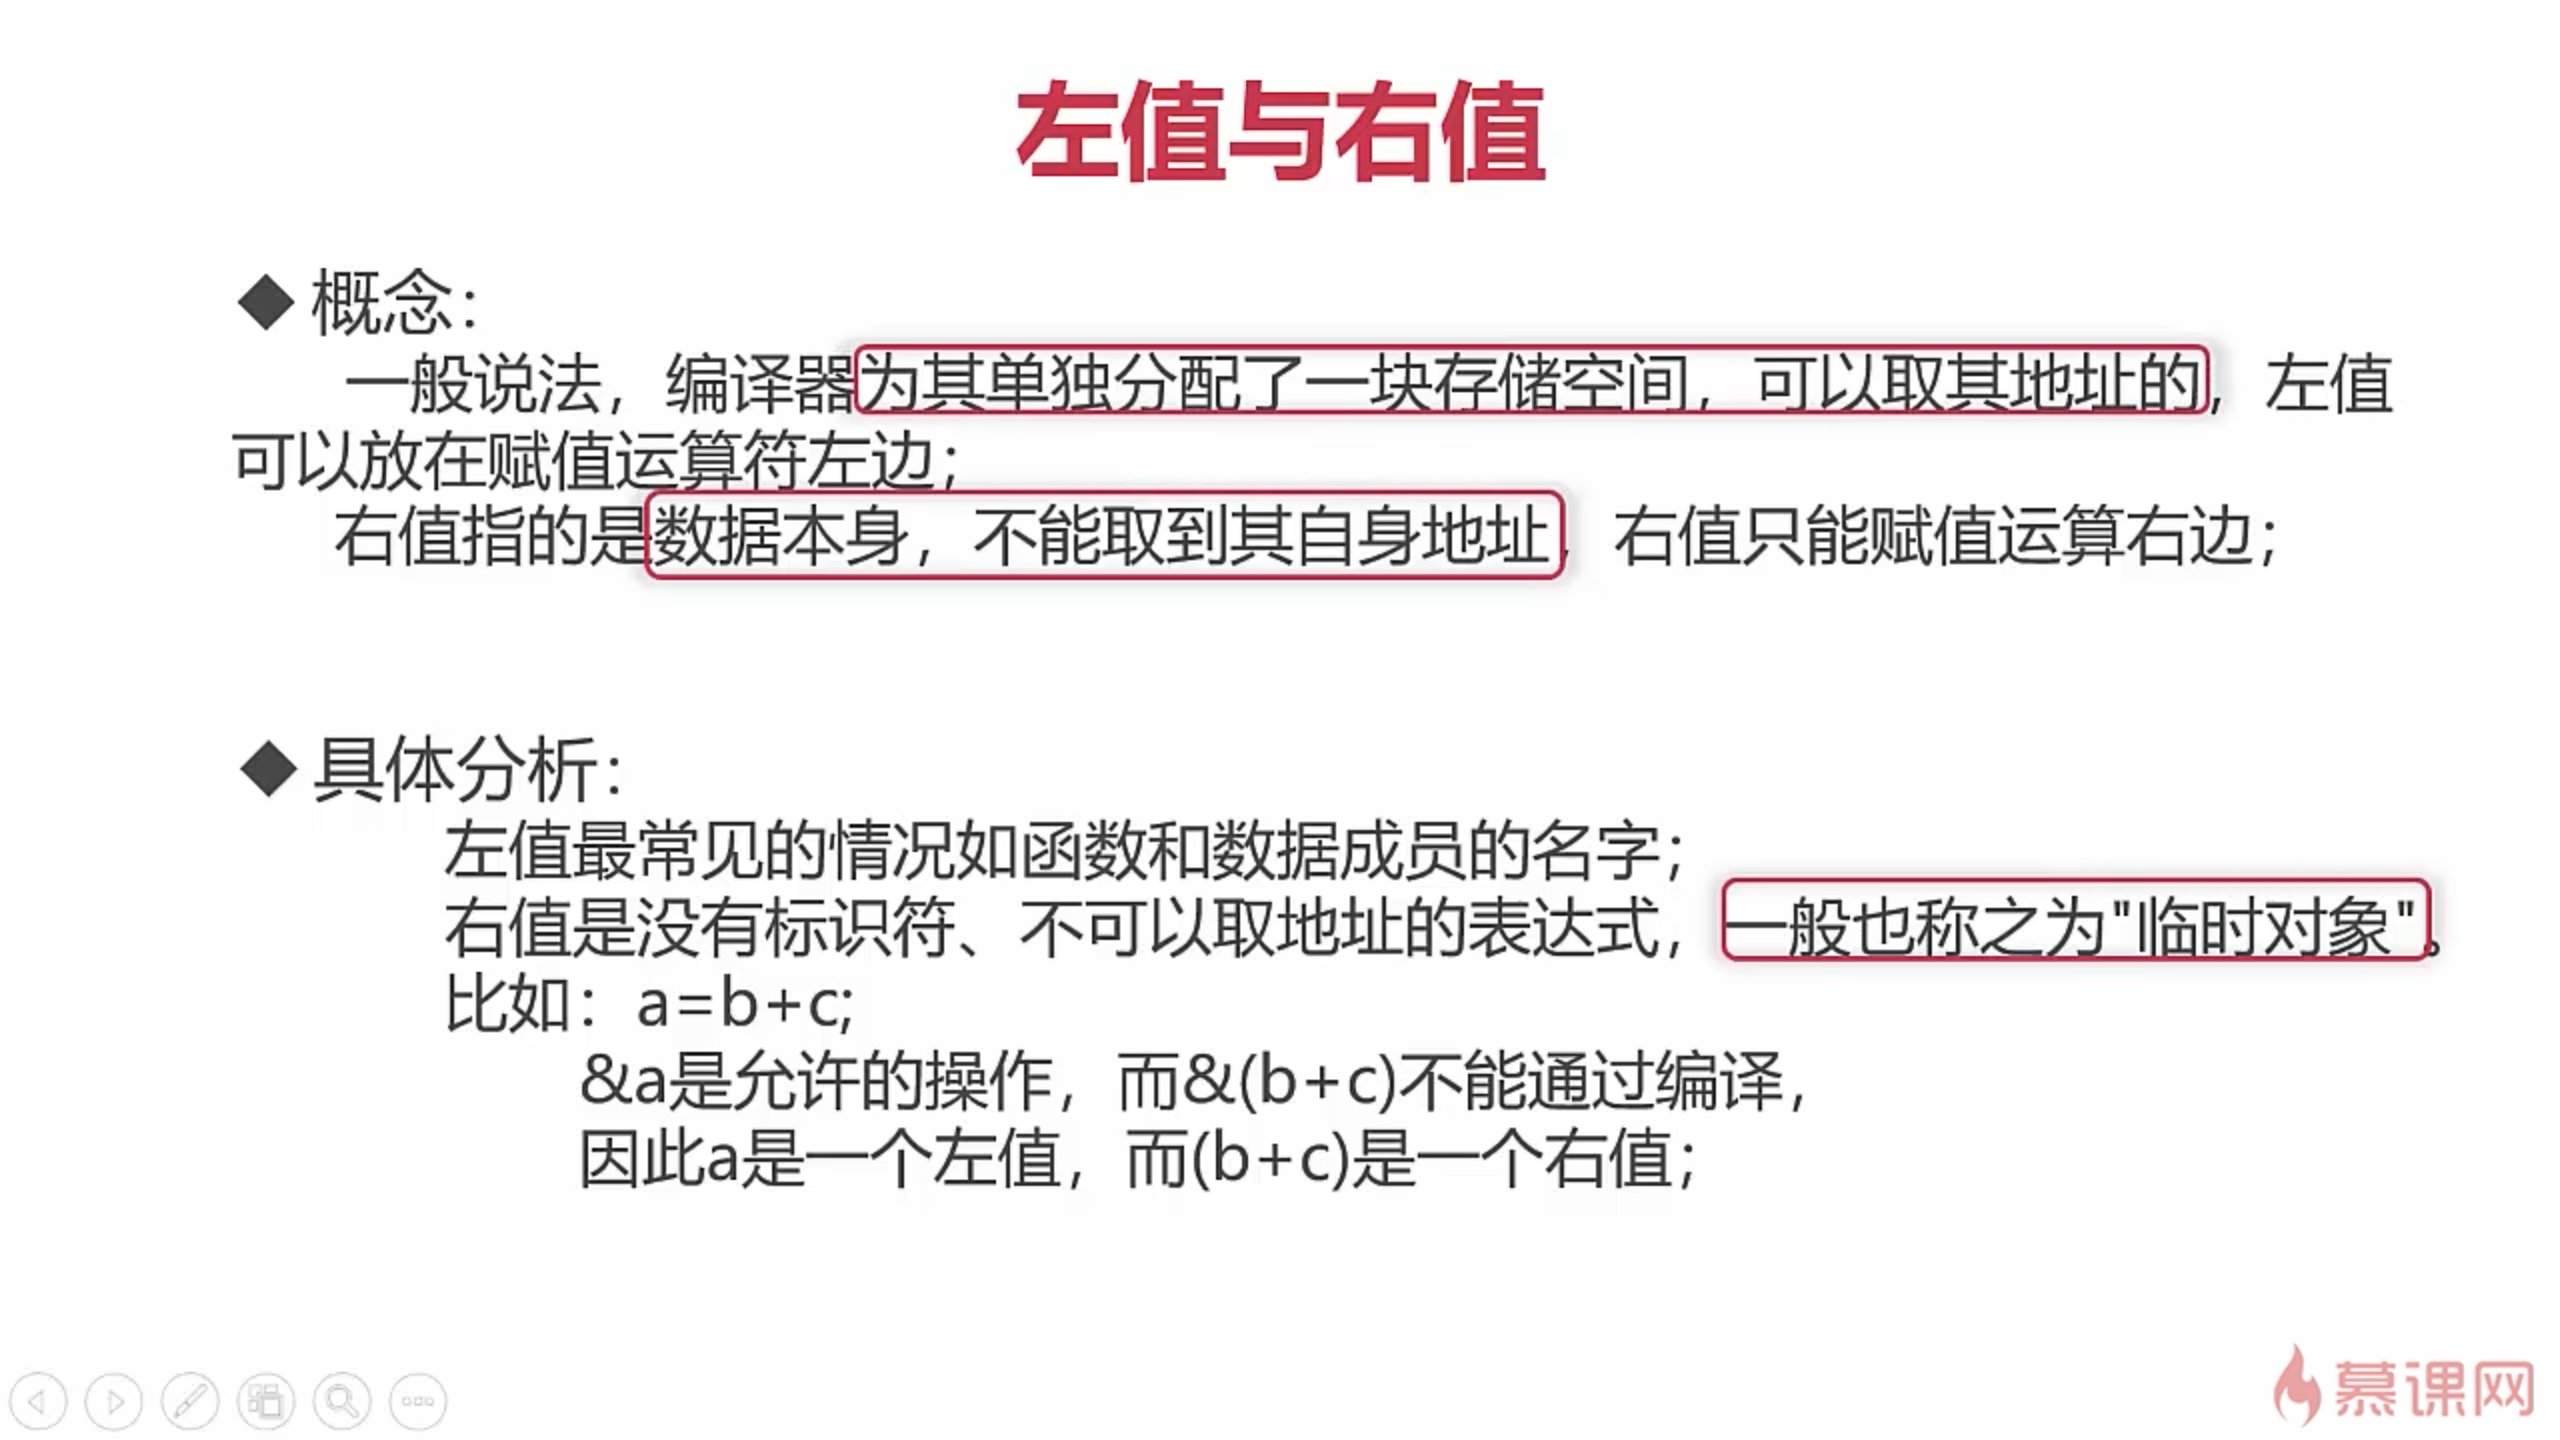 左值与右值
◆ 概念：
一般说法，编译器为其单独分配了一块存储空间，可以取其地址的，左值
可以放在赋值运算符左边；
右值指的是数据本身，不能取到其自身地址，右值只能赋值运算右边；
◆ 具体分析：
左值最常见的情况如函数和数据成员的名字；
右值是没有标识符、不可以取地址的表达式，一般也称之为"临时对象"。
比如：a=b+c;
&a是允许的操作，而&(b+c)不能通过编译，
因此a是一个左值，而(b+c)是一个右值；
慕课网